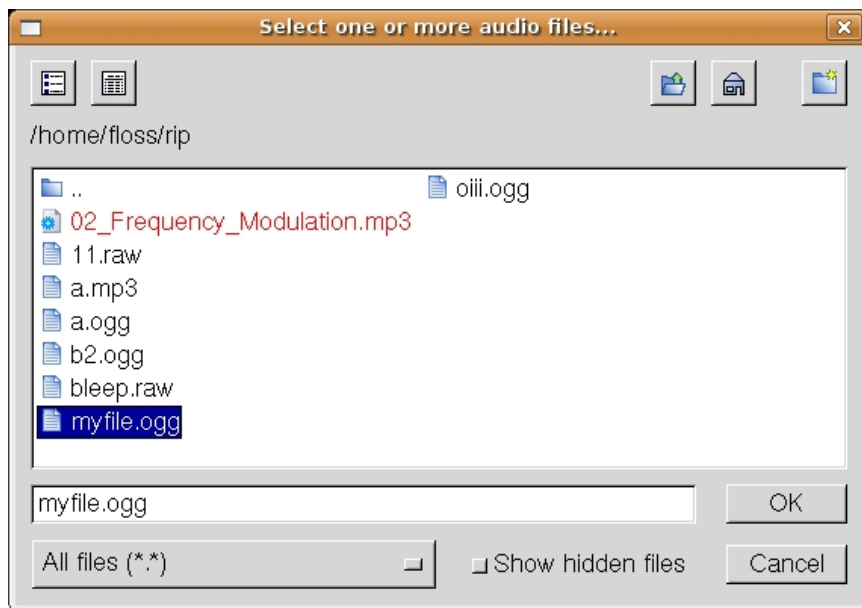 Select one or more audio files...
/home/floss/rip
..
02_Frequency_Modulation.mp3
11.raw
a.mp3
a.ogg
b2.ogg
bleep.raw
myfile.ogg
oiii.ogg
myfile.ogg
OK
All files (*.*)
Show hidden files
Cancel